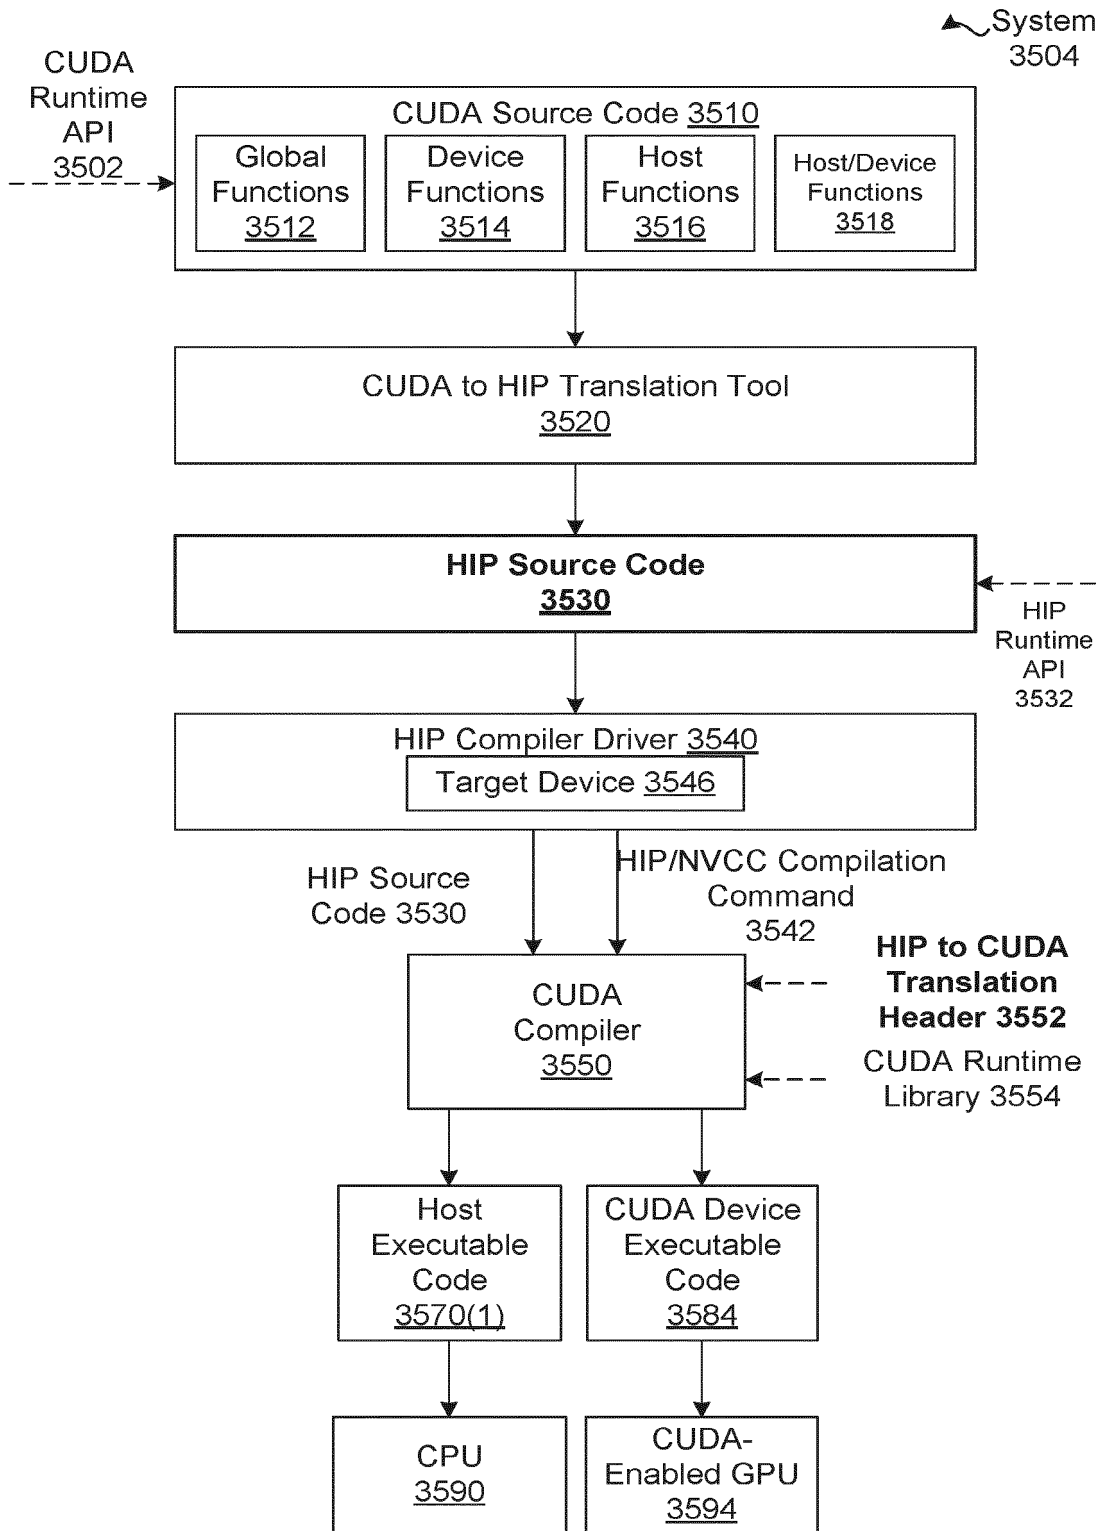 System
3504
CUDA
Runtime
API
3502
CUDA Source Code 3510
Global
Functions
3512
Device
Functions
3514
Host
Functions
3516
Host/Device
Functions
3518
CUDA to HIP Translation Tool
3520
HIP Source Code
3530
HIP
Runtime
API
3532
HIP Compiler Driver 3540
Target Device 3546
HIP Source
Code 3530
HIP/NVCC Compilation
Command
3542
HIP to CUDA
Translation
Header 3552
CUDA
Compiler
3550
CUDA Runtime
Library 3554
Host
Executable
Code
3570(1)
CUDA Device
Executable
Code
3584
CPU
3590
CUDA-
Enabled GPU
3594